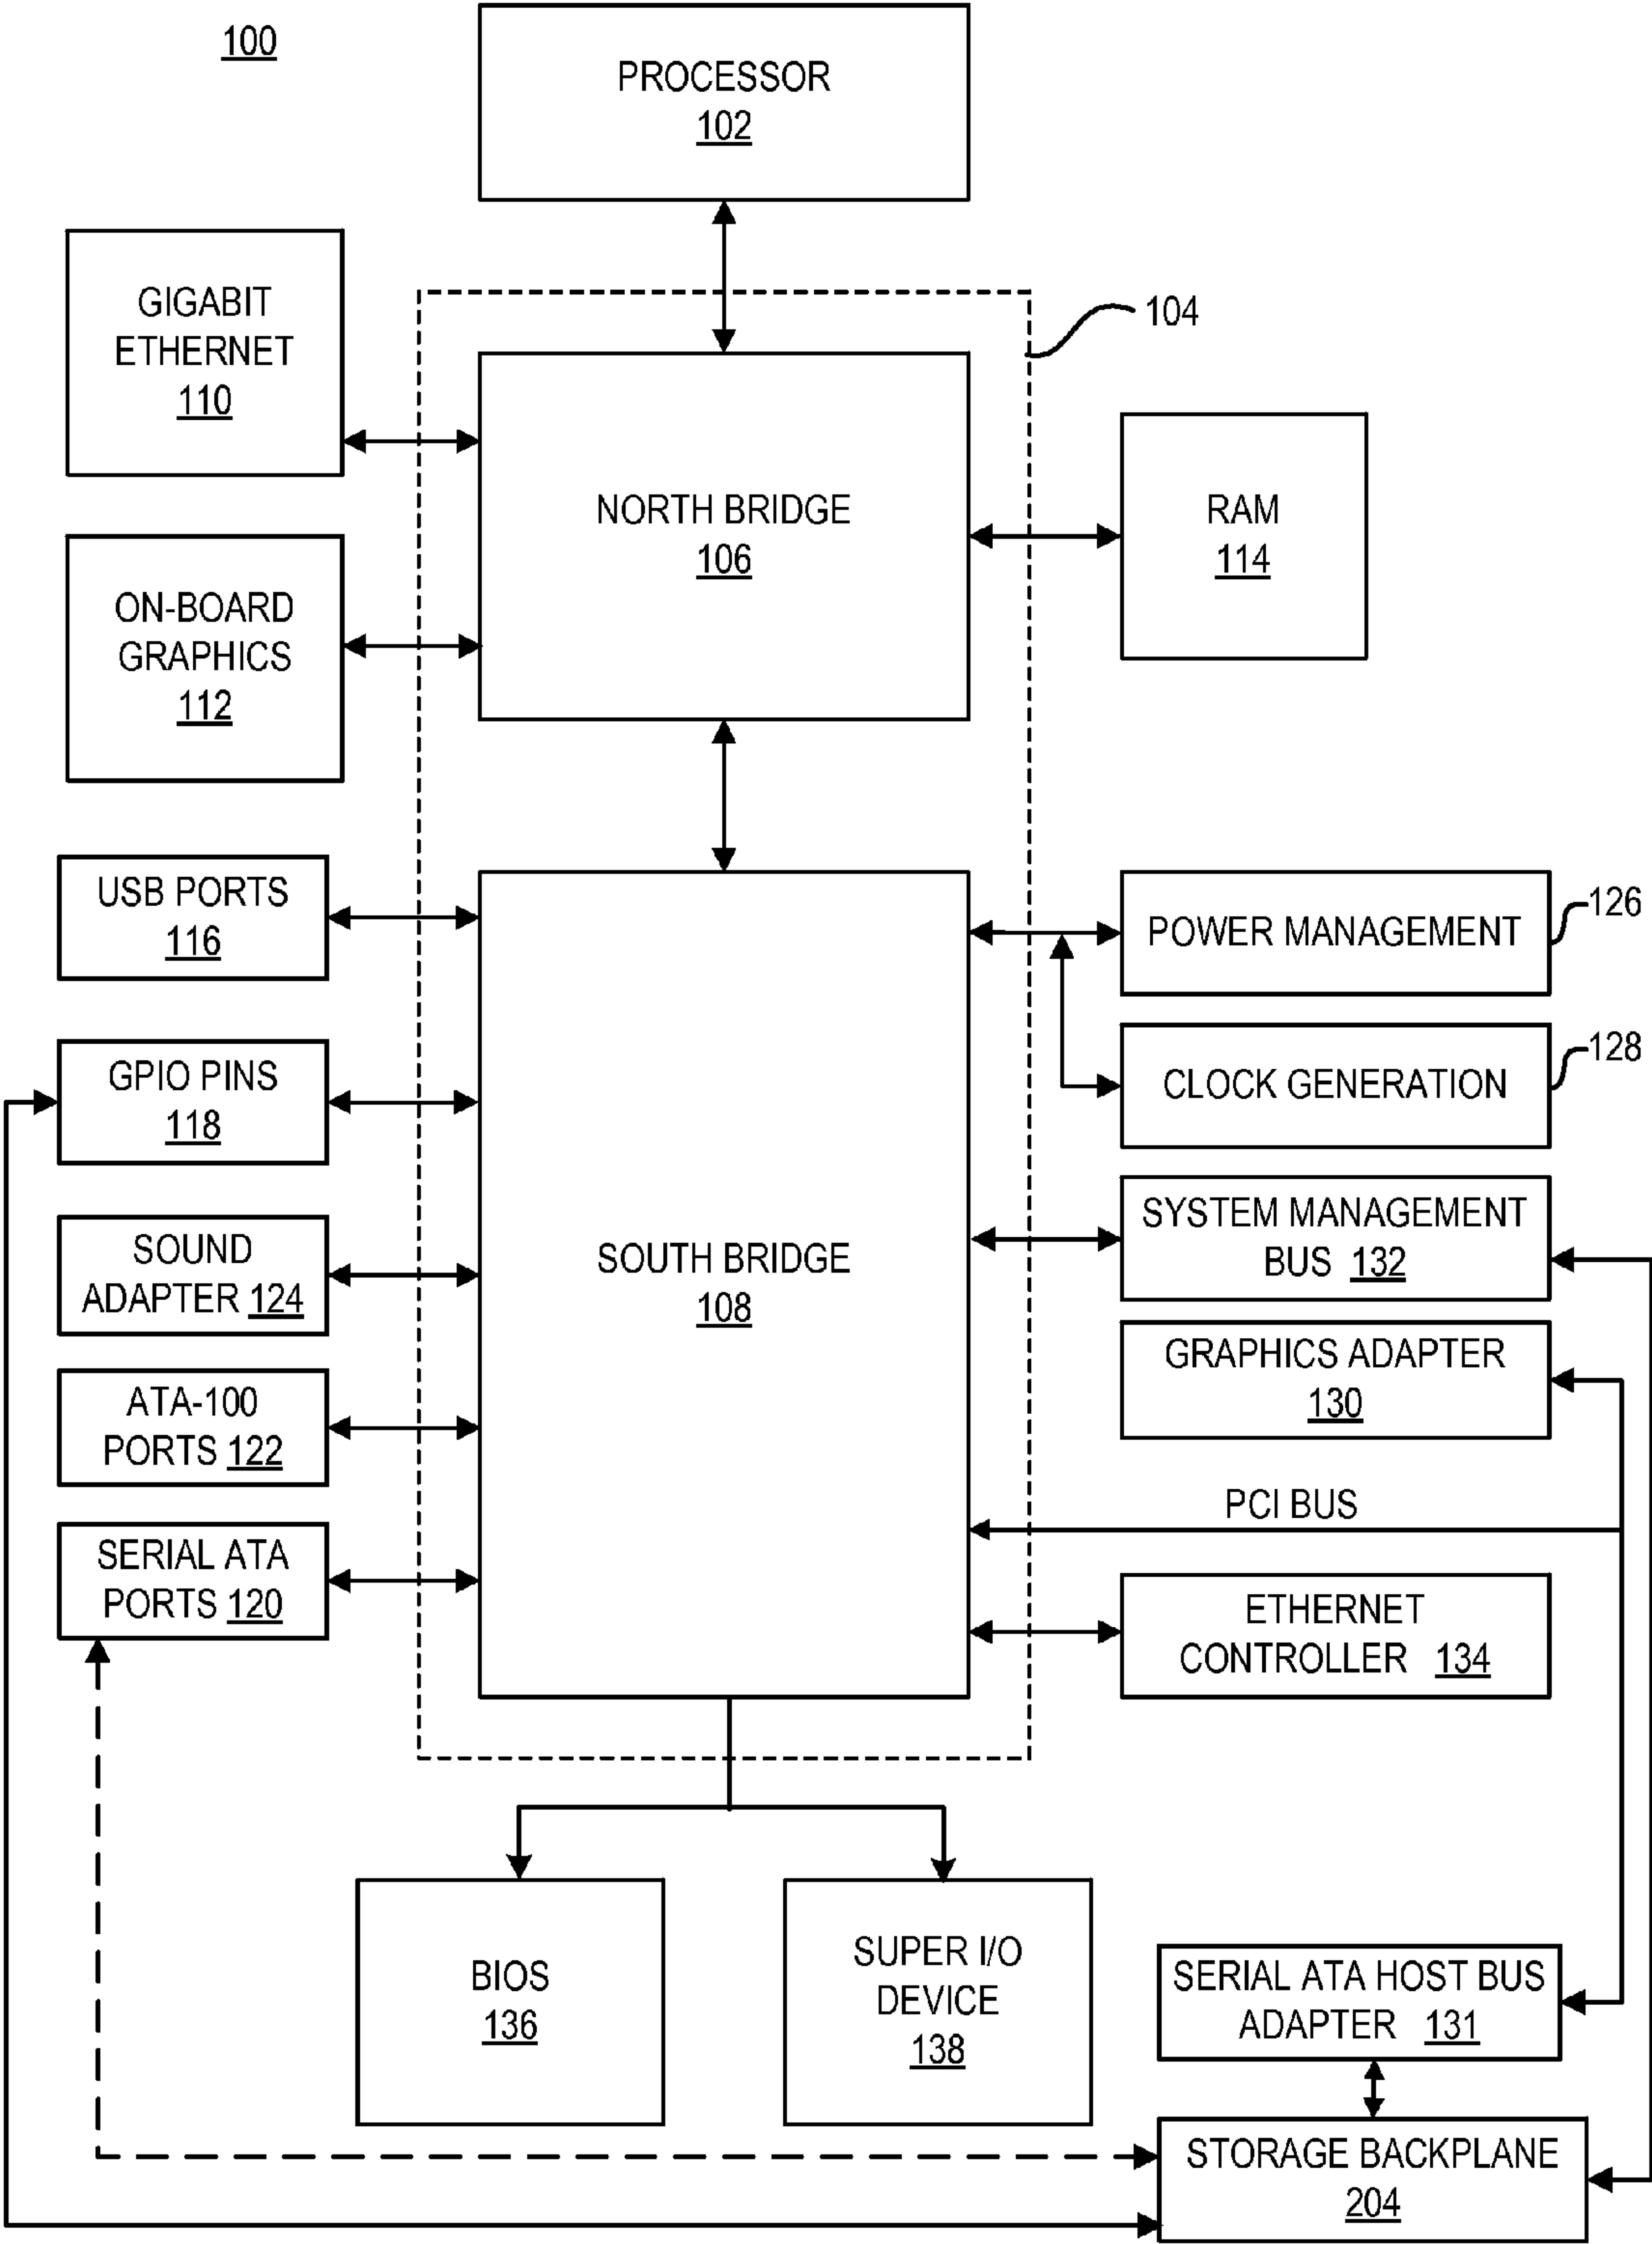 100
PROCESSOR
102
104
GIGABIT
ETHERNET
110
NORTH BRIDGE
106
RAM
114
ON-BOARD
GRAPHICS
112
USB PORTS
116
POWER MANAGEMENT
126
GPIO PINS
118
CLOCK GENERATION
128
SOUND
ADAPTER 124
SOUTH BRIDGE
108
SYSTEM MANAGEMENT
BUS 132
GRAPHICS ADAPTER
130
ATA-100
PORTS 122
PCI BUS
SERIAL ATA
PORTS 120
ETHERNET
CONTROLLER 134
BIOS
136
SUPER I/O
DEVICE
138
SERIAL ATA HOST BUS
ADAPTER 131
STORAGE BACKPLANE
204